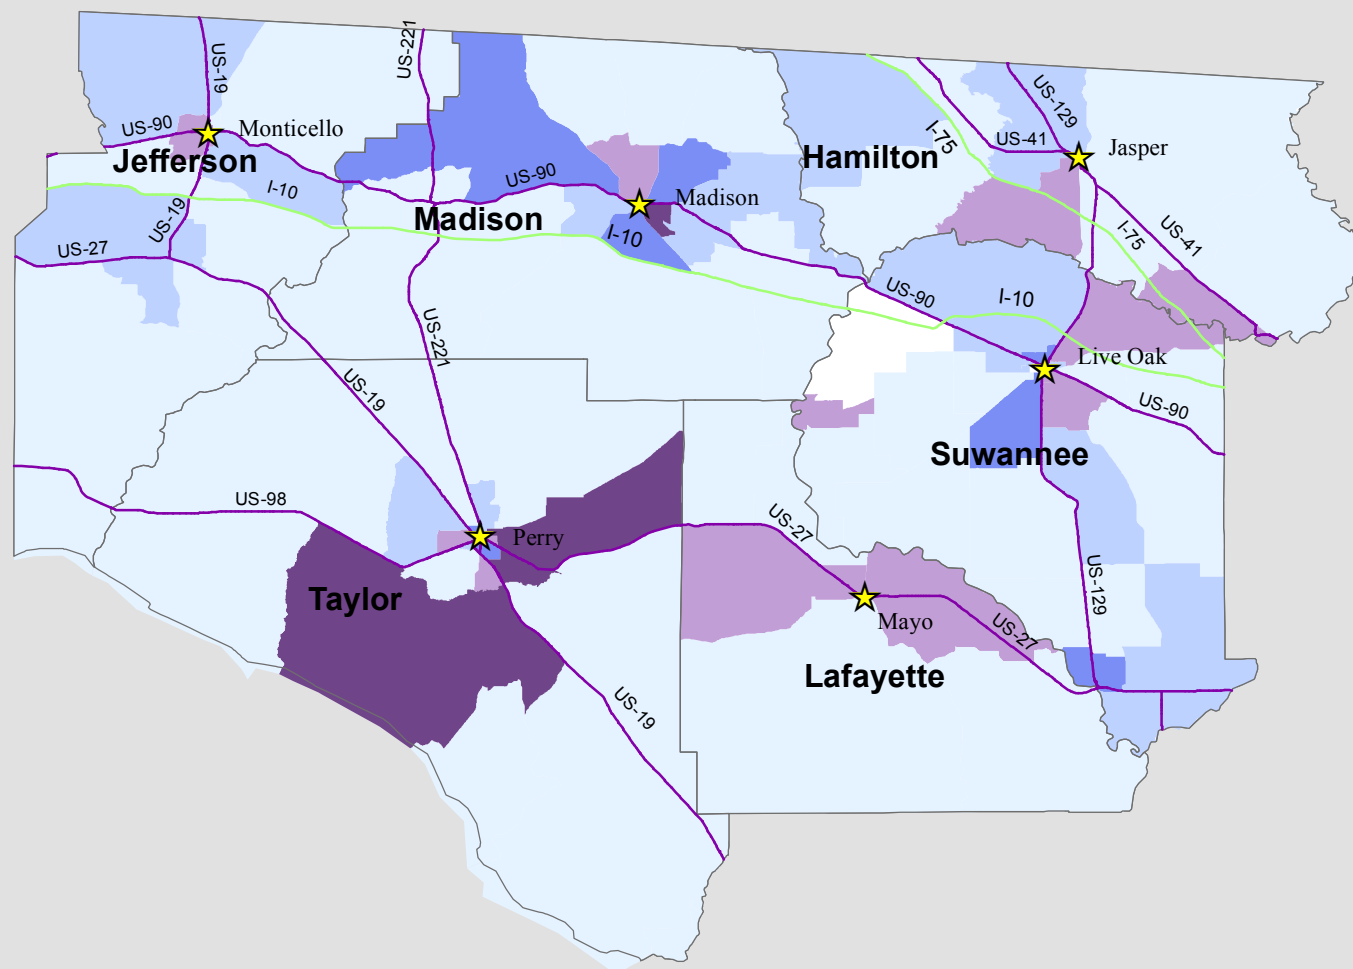 US-19
US-221
US-129
US-90
Monticello
I-75
US-41
Jasper
Jefferson
Hamilton
I-10
US-90
Madison
US-19
Madison
I-10
I-75
US-41
US-27
US-90
I-10
US-221
Live Oak
US-19
US-90
Suwannee
US-98
US-27
Perry
Taylor
US-129
Mayo
US-27
Lafayette
US-19